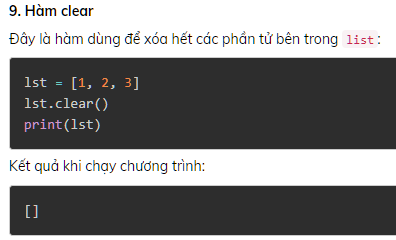 9. Hàm clear
Đây là hàm dùng để xóa hết các phần tử bên trong list:
lst = [1, 2, 3]
lst.clear()
print(lst)
Kết quả khi chạy chương trình:
[]